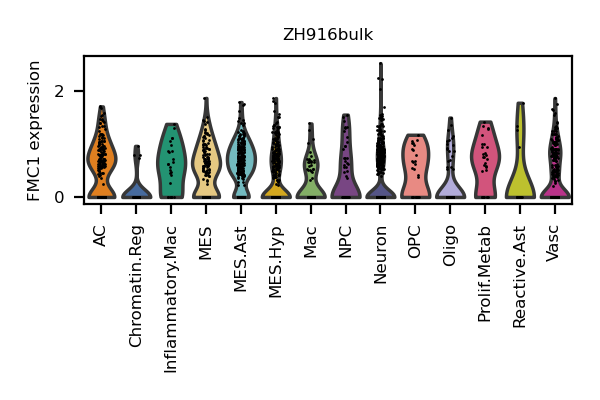 ZH916bulk
FMC1 expression
2
0
AC
Chromatin.Reg
Inflammatory.Mac
MES
MES.Ast
MES.Hyp
Mac
NPC
Neuron
OPC
Oligo
Prolif.Metab
Reactive.Ast
Vasc